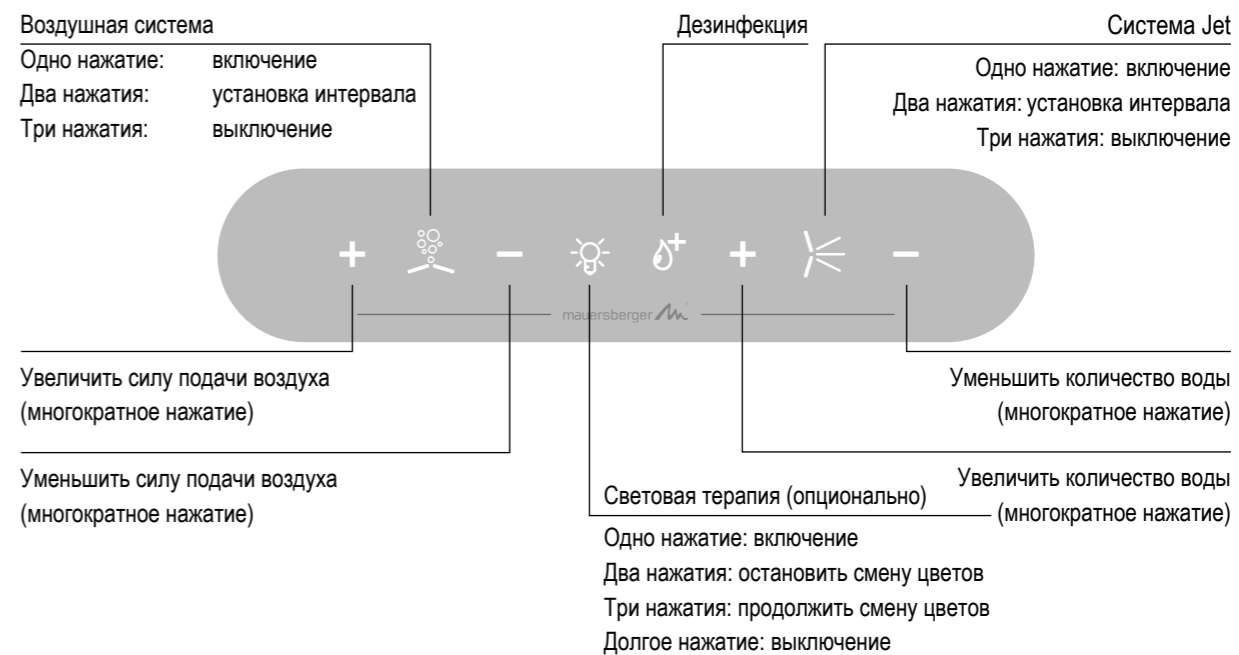 Воздушная система
Одно нажатие: включение
Два нажатия: установка интервала
Три нажатия: выключение
Дезинфекция
Система Jet
Одно нажатие: включение
Два нажатия: установка интервала
Три нажатия: выключение
+ − + −
mauersberger
Увеличить силу подачи воздуха
(многократное нажатие)
Уменьшить силу подачи воздуха
(многократное нажатие)
Световая терапия (опционально)
Одно нажатие: включение
Два нажатия: остановить смену цветов
Три нажатия: продолжить смену цветов
Долгое нажатие: выключение
Уменьшить количество воды
(многократное нажатие)
Увеличить количество воды
(многократное нажатие)